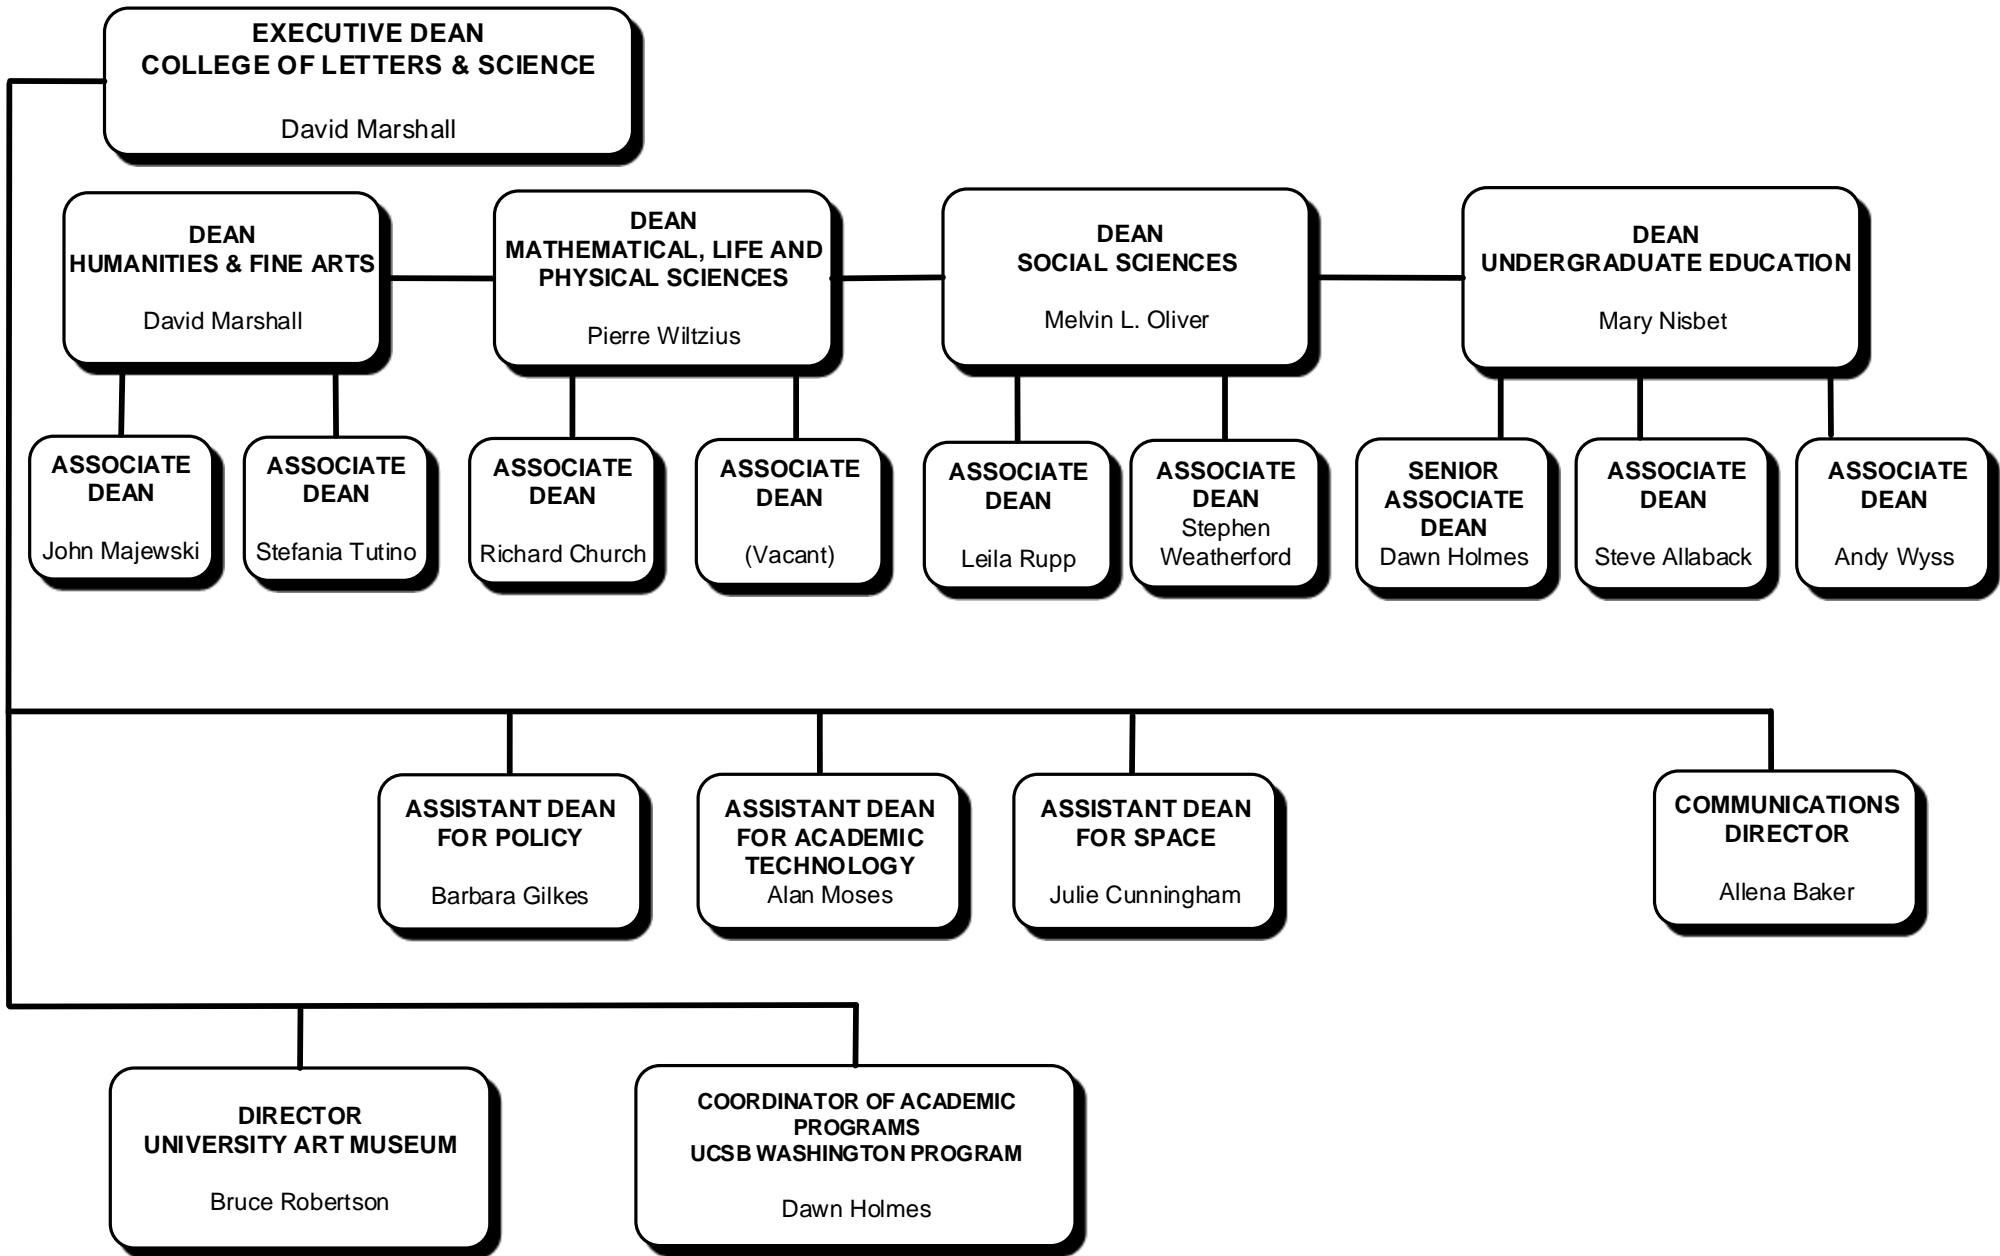 EXECUTIVE DEAN
COLLEGE OF LETTERS & SCIENCE
David Marshall
DEAN
HUMANITIES & FINE ARTS
David Marshall
DEAN
MATHEMATICAL, LIFE AND
PHYSICAL SCIENCES
Pierre Wiltzius
DEAN
SOCIAL SCIENCES
Melvin L. Oliver
DEAN
UNDERGRADUATE EDUCATION
Mary Nisbet
ASSOCIATE
DEAN
John Majewski
ASSOCIATE
DEAN
Stefania Tutino
ASSOCIATE
DEAN
Richard Church
ASSOCIATE
DEAN
(Vacant)
ASSOCIATE
DEAN
Leila Rupp
ASSOCIATE
DEAN
Stephen
Weatherford
SENIOR
ASSOCIATE
DEAN
Dawn Holmes
ASSOCIATE
DEAN
Steve Allaback
ASSOCIATE
DEAN
Andy Wyss
ASSISTANT DEAN
FOR POLICY
Barbara Gilkes
ASSISTANT DEAN
FOR ACADEMIC
TECHNOLOGY
Alan Moses
ASSISTANT DEAN
FOR SPACE
Julie Cunningham
COMMUNICATIONS
DIRECTOR
Allena Baker
DIRECTOR
UNIVERSITY ART MUSEUM
Bruce Robertson
COORDINATOR OF ACADEMIC
PROGRAMS
UCSB WASHINGTON PROGRAM
Dawn Holmes